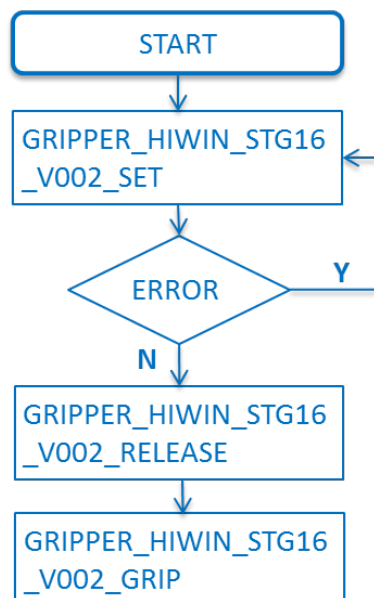 START
GRIPPER_HIWIN_STG16
_V002_SET
ERROR
Y
N
GRIPPER_HIWIN_STG16
_V002_RELEASE
GRIPPER_HIWIN_STG16
_V002_GRIP